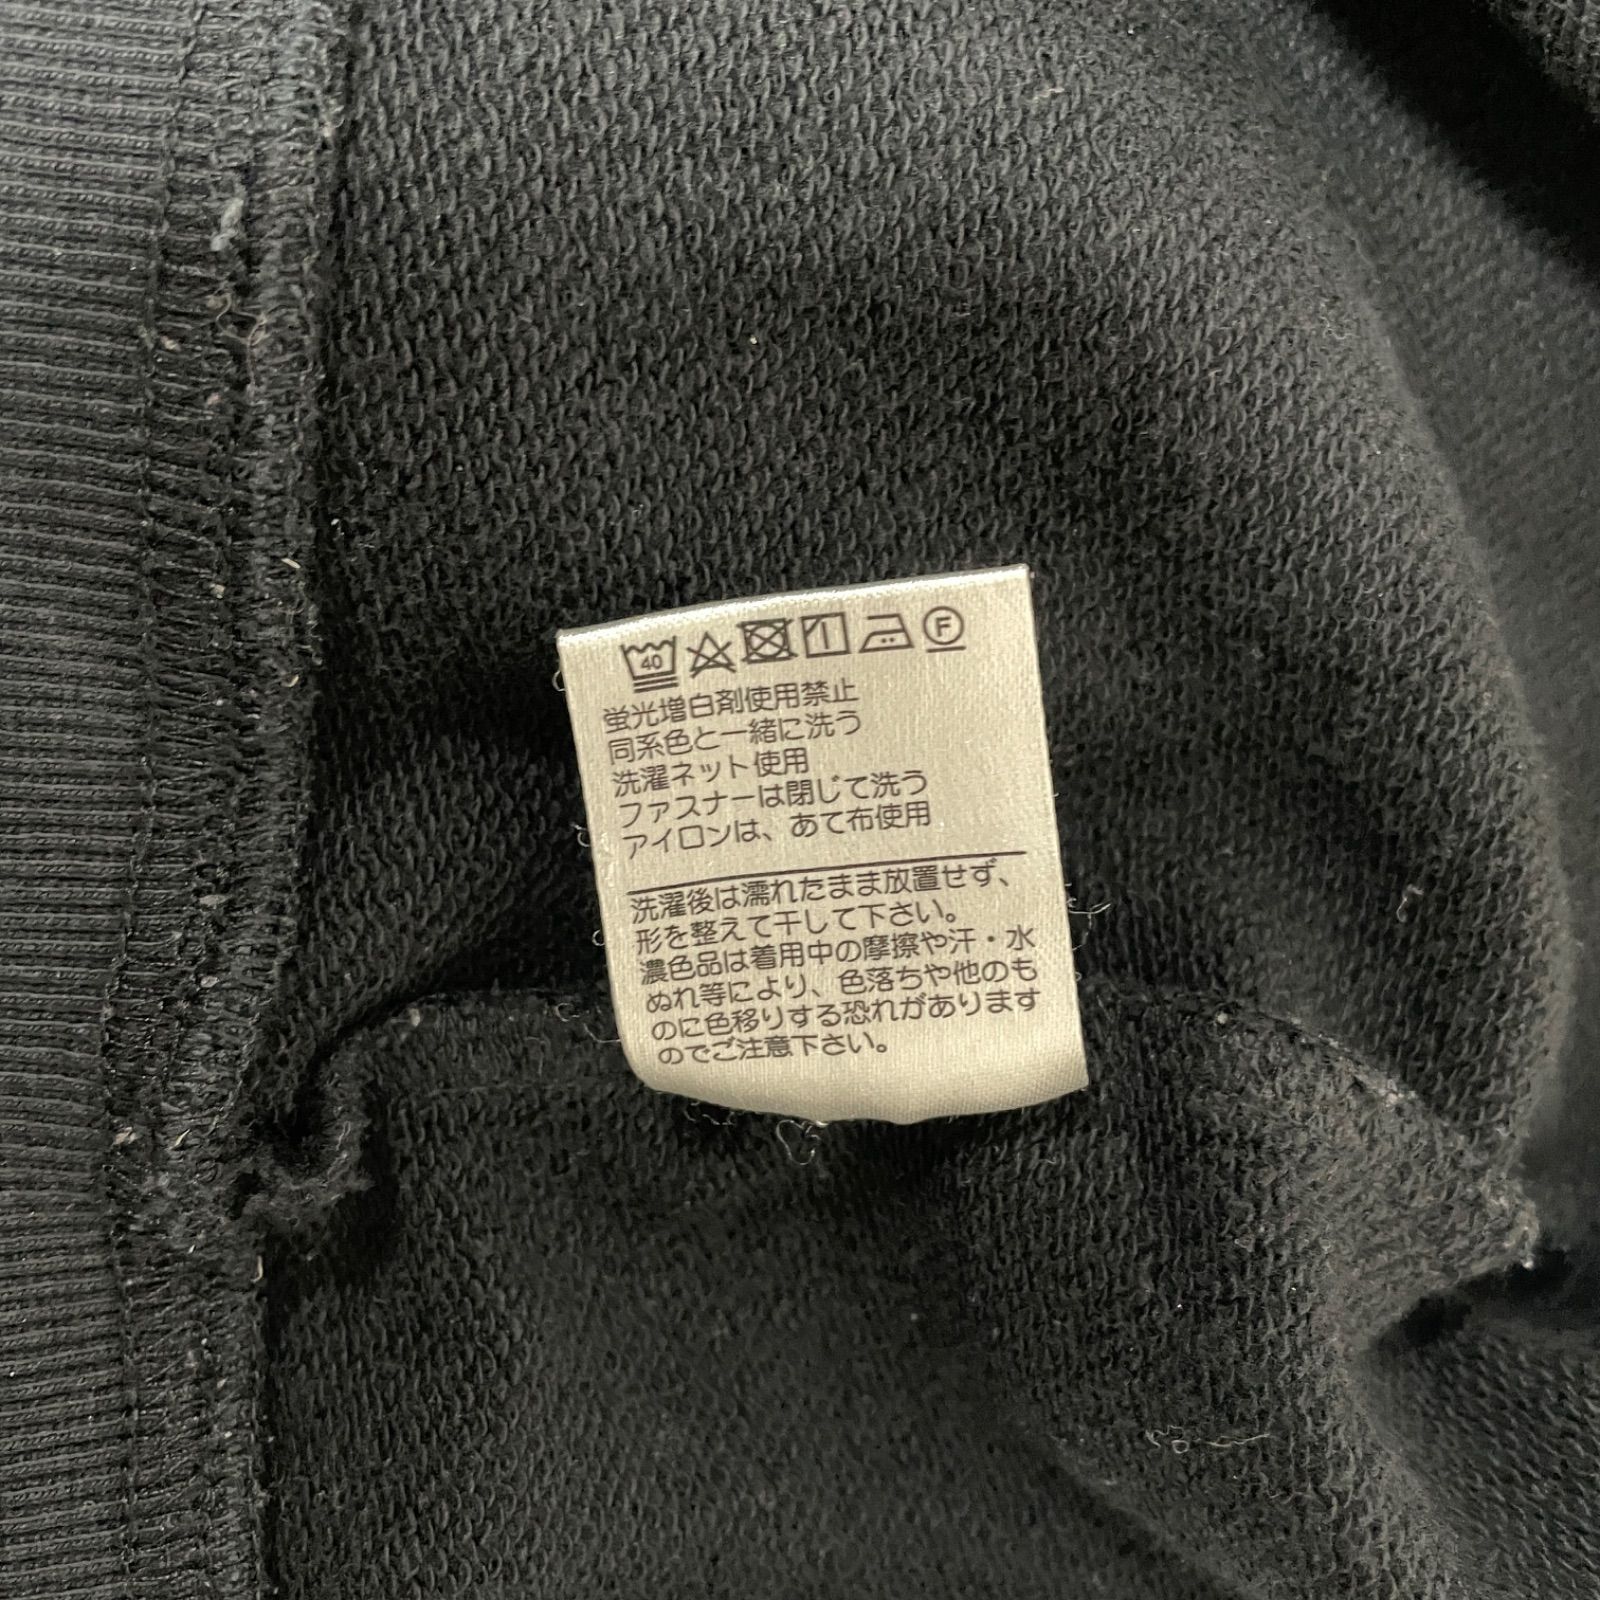 40 F
蛍光増白剤使用禁止
同系色と一緒に洗う
洗濯ネット使用
ファスナーは閉じて洗う
アイロンは、あて布使用
洗濯後は濡れたまま放置せず、
形を整えて干して下さい。
濃色品は着用中の摩擦や汗・水
ぬれ等により、色落ちや他のも
のに色移りする恐れがあります
のでご注意下さい。